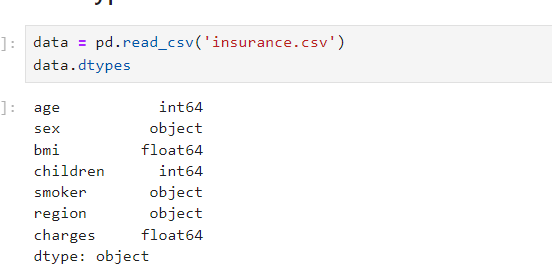 ]: data = pd.read_csv('insurance.csv')
data.dtypes
]: age int64
sex object
bmi float64
children int64
smoker object
region object
charges float64
dtype: object